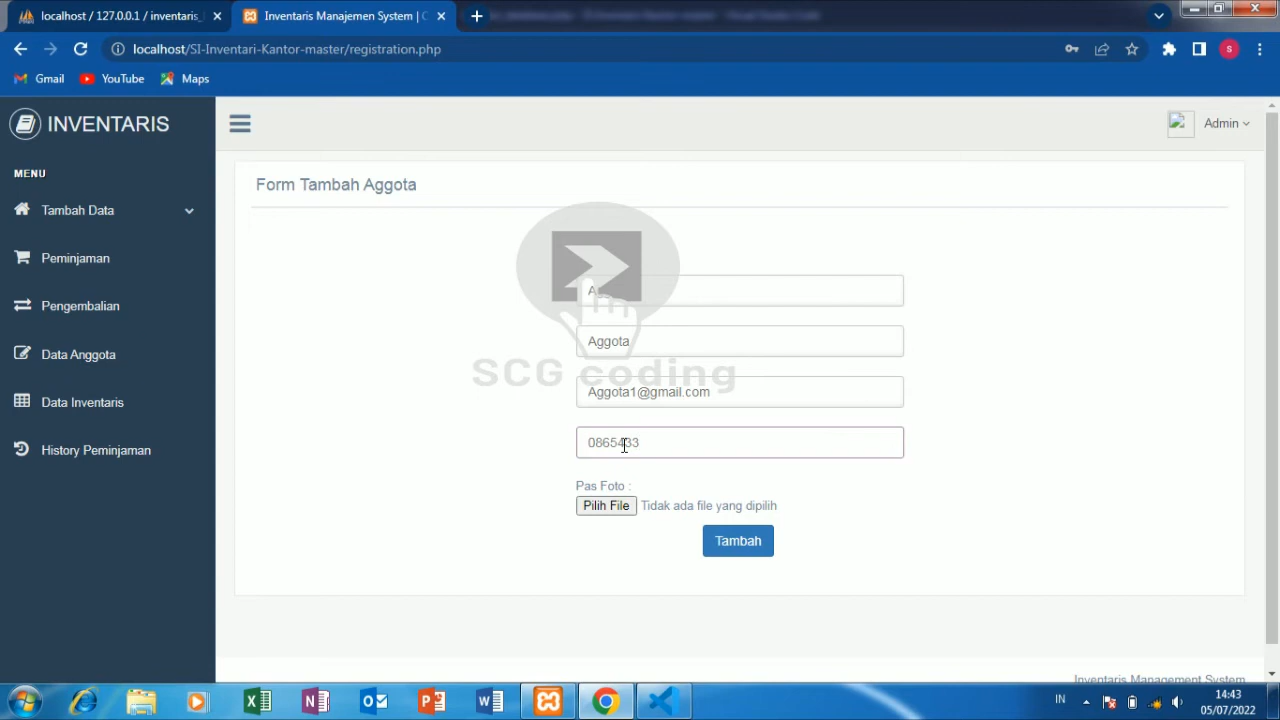 localhost / 127.0.0.1 / inventaris_
Inventaris Manajemen System | C
localhost/SI-Inventari-Kantor-master/registration.php
Gmail
YouTube
Maps
S
INVENTARIS
Admin
MENU
Tambah Data
Peminjaman
Pengembalian
Data Anggota
Data Inventaris
History Peminjaman
Form Tambah Aggota
Aggota
SCG coding
Aggota1@gmail.com
0865433
Pas Foto :
Pilih File Tidak ada file yang dipilih
Tambah
Inventaris Management System
IN
14:43
05/07/2022